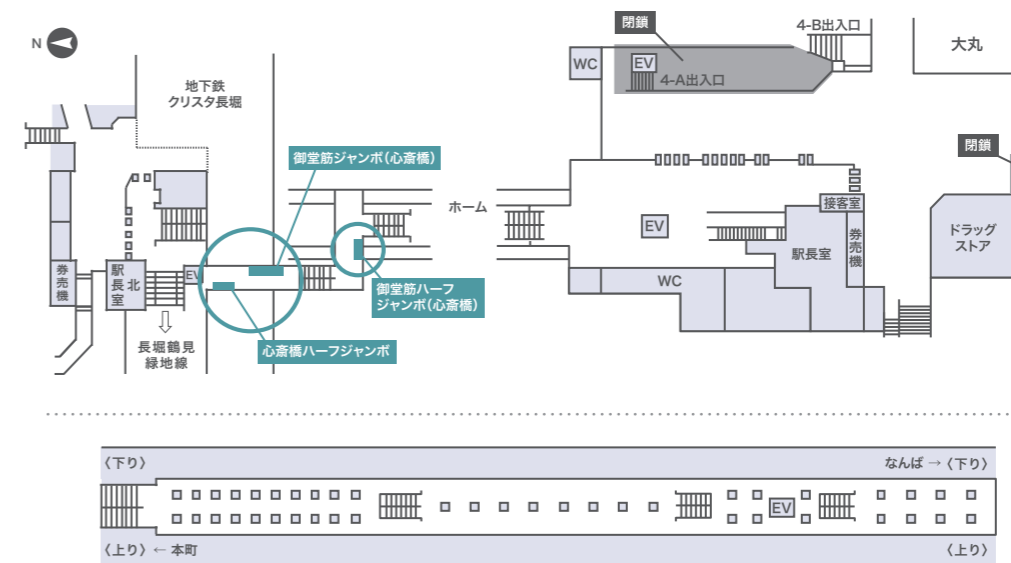 N
地下鉄
クリスタ長堀
閉鎖
4-B出入口
大丸
WC
EV
4-A出入口
御堂筋ジャンボ(心斎橋)
閉鎖
ホーム
接客室
EV
券売機
駅長室
ドラッグ
ストア
券売機
駅長北室
EV
WC
御堂筋ハーフ
ジャンボ(心斎橋)
長堀鶴見
緑地線
心斎橋ハーフジャンボ
〈下り〉
なんば → 〈下り〉
EV
〈上り〉 ← 本町
〈上り〉